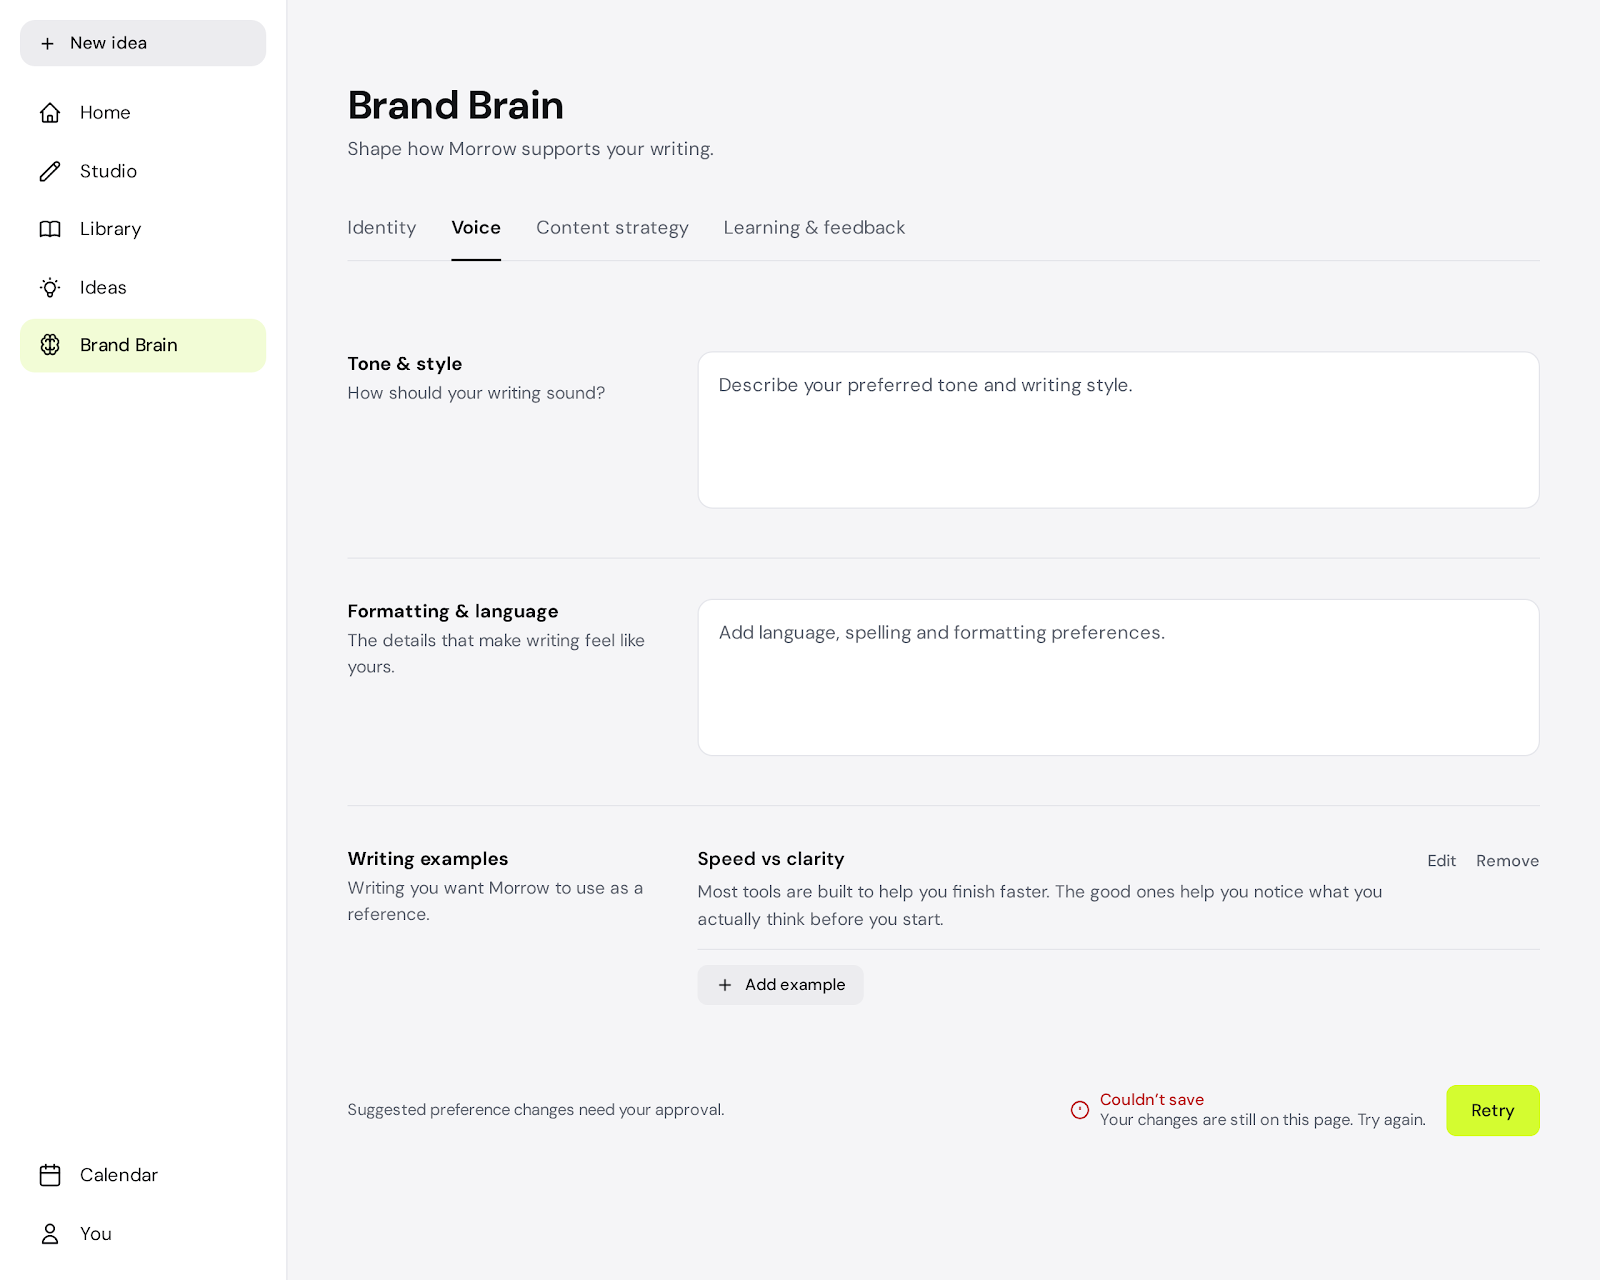 New idea
Home
Studio
Library
Ideas
Brand Brain
Calendar
You
Brand Brain
Shape how Morrow supports your writing.
Identity
Voice
Content strategy
Learning & feedback
Tone & style
How should your writing sound?
Describe your preferred tone and writing style.
Formatting & language
The details that make writing feel like
yours.
Add language, spelling and formatting preferences.
Writing examples
Writing you want Morrow to use as a
reference.
Speed vs clarity
Edit
Remove
Most tools are built to help you finish faster. The good ones help you notice what you
actually think before you start.
Add example
Suggested preference changes need your approval.
Couldn’t save
Your changes are still on this page. Try again.
Retry